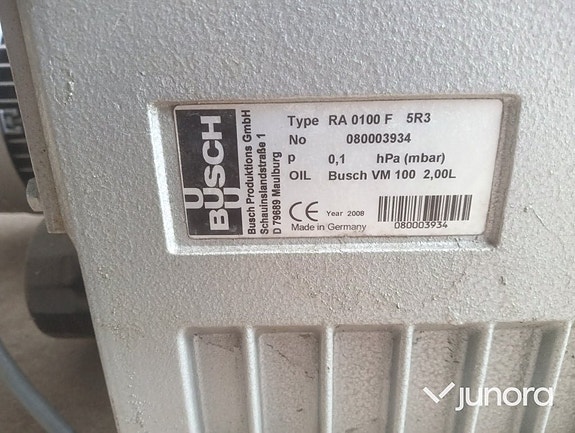 BUSCH
Busch Produktions GmbH
Schauinslandstraße 1
D 79689 Maulburg
Type RA 0100 F 5R3
No 080003934
p 0,1 hPa (mbar)
OIL Busch VM 100 2,00L
CE Year 2008
Made in Germany
080003934
junora